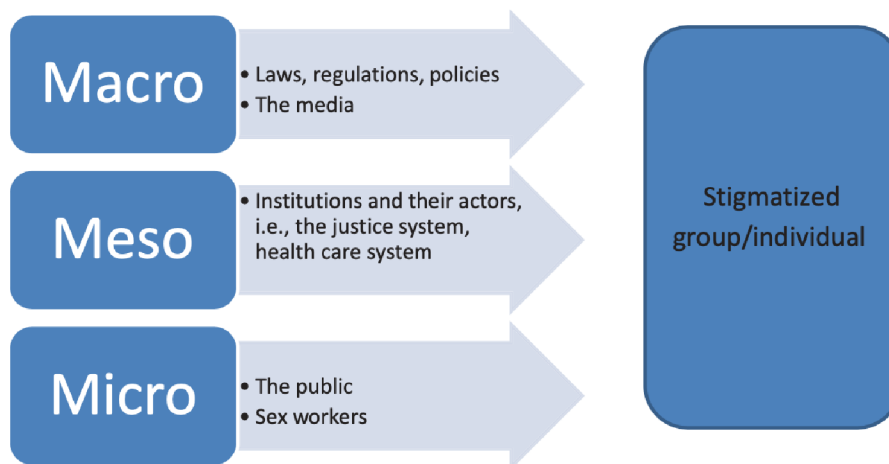 Macro
• Laws, regulations, policies
• The media
Meso
• Institutions and their actors,
i.e., the justice system,
health care system
Micro
• The public
• Sex workers
Stigmatized
group/individual